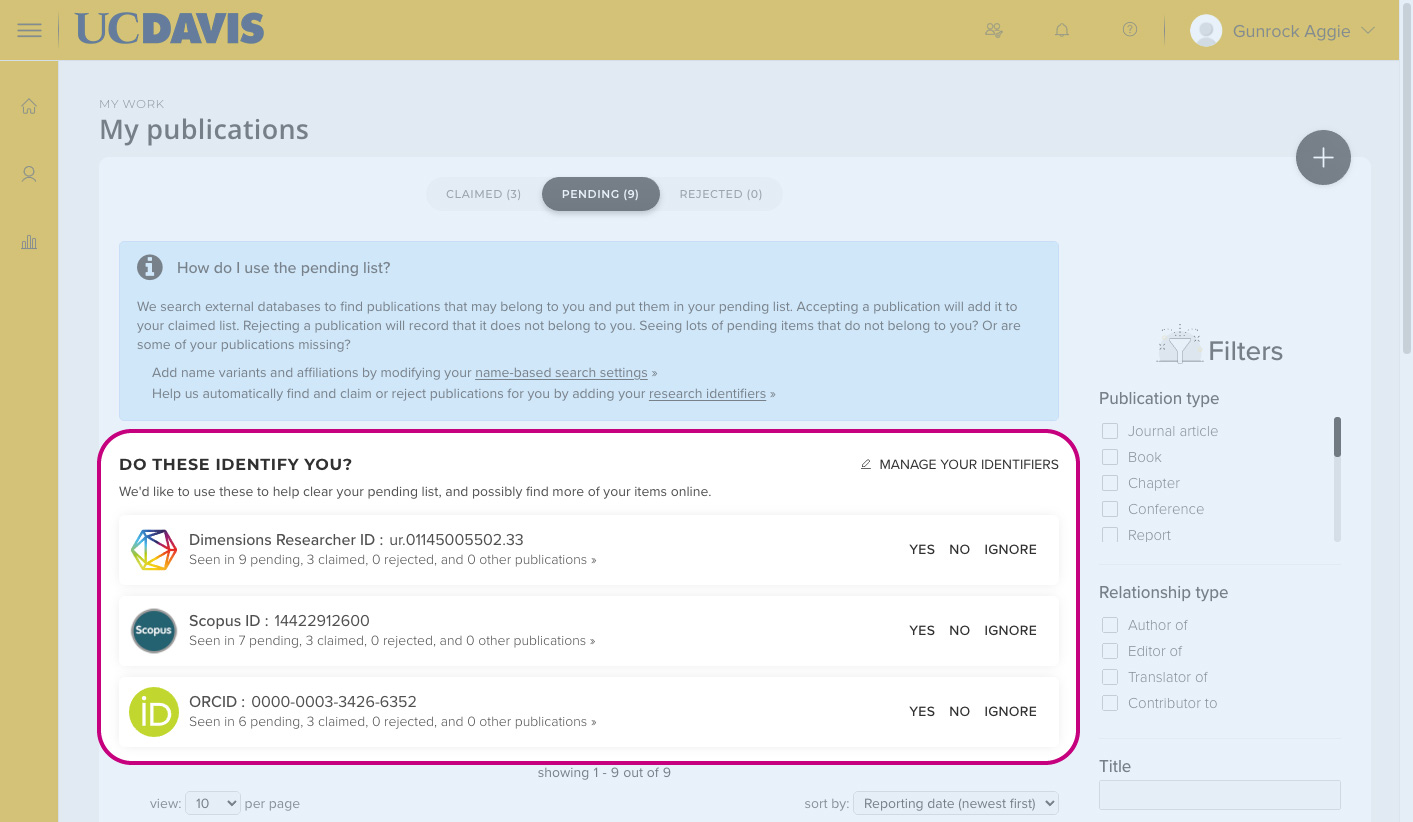 UCDAVIS
Gunrock Aggie
MY WORK
My publications
CLAIMED (3) PENDING (9) REJECTED (0)
How do I use the pending list?
We search external databases to find publications that may belong to you and put them in your pending list. Accepting a publication will add it to
your claimed list. Rejecting a publication will record that it does not belong to you. Seeing lots of pending items that do not belong to you? Or are
some of your publications missing?
Add name variants and affiliations by modifying your name-based search settings »
Help us automatically find and claim or reject publications for you by adding your research identifiers »
DO THESE IDENTIFY YOU?
MANAGE YOUR IDENTIFIERS
We'd like to use these to help clear your pending list, and possibly find more of your items online.
Dimensions Researcher ID : ur.01145005502.33
Seen in 9 pending, 3 claimed, 0 rejected, and 0 other publications »
YES NO IGNORE
Scopus
Scopus ID : 14422912600
Seen in 7 pending, 3 claimed, 0 rejected, and 0 other publications »
YES NO IGNORE
iD
ORCID : 0000-0003-3426-6352
Seen in 6 pending, 3 claimed, 0 rejected, and 0 other publications »
YES NO IGNORE
showing 1 - 9 out of 9
view: 10 per page
sort by: Reporting date (newest first)
Filters
Publication type
Journal article
Book
Chapter
Conference
Report
Relationship type
Author of
Editor of
Translator of
Contributor to
Title